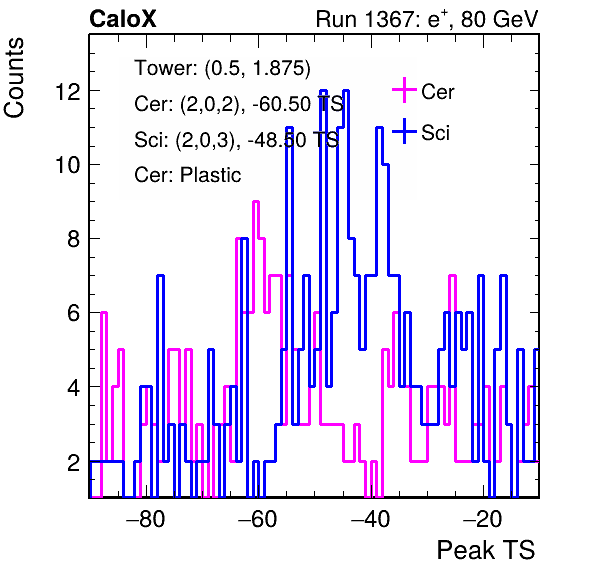 CaloX
Run 1367: e+, 80 GeV
Counts
Tower: (0.5, 1.875)
Cer: (2,0,2), -60.50 TS
Sci: (2,0,3), -48.50 TS
Cer: Plastic
Cer
Sci
12
10
8
6
4
2
−80
−60
−40
−20
Peak TS